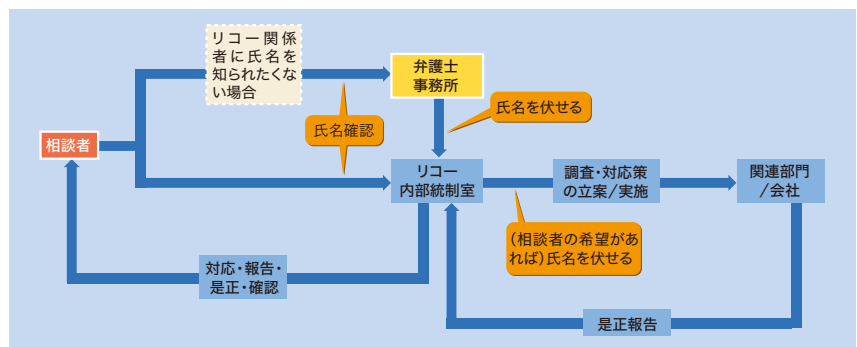 リコー関係
者に氏名を
知られたくな
い場合
弁護士
事務所
氏名を伏せる
氏名確認
相談者
リコー
内部統制室
調査・対応策
の立案/実施
関連部門
/会社
(相談者の希望があ
れば)氏名を伏せる
対応・報告・
是正・確認
是正報告